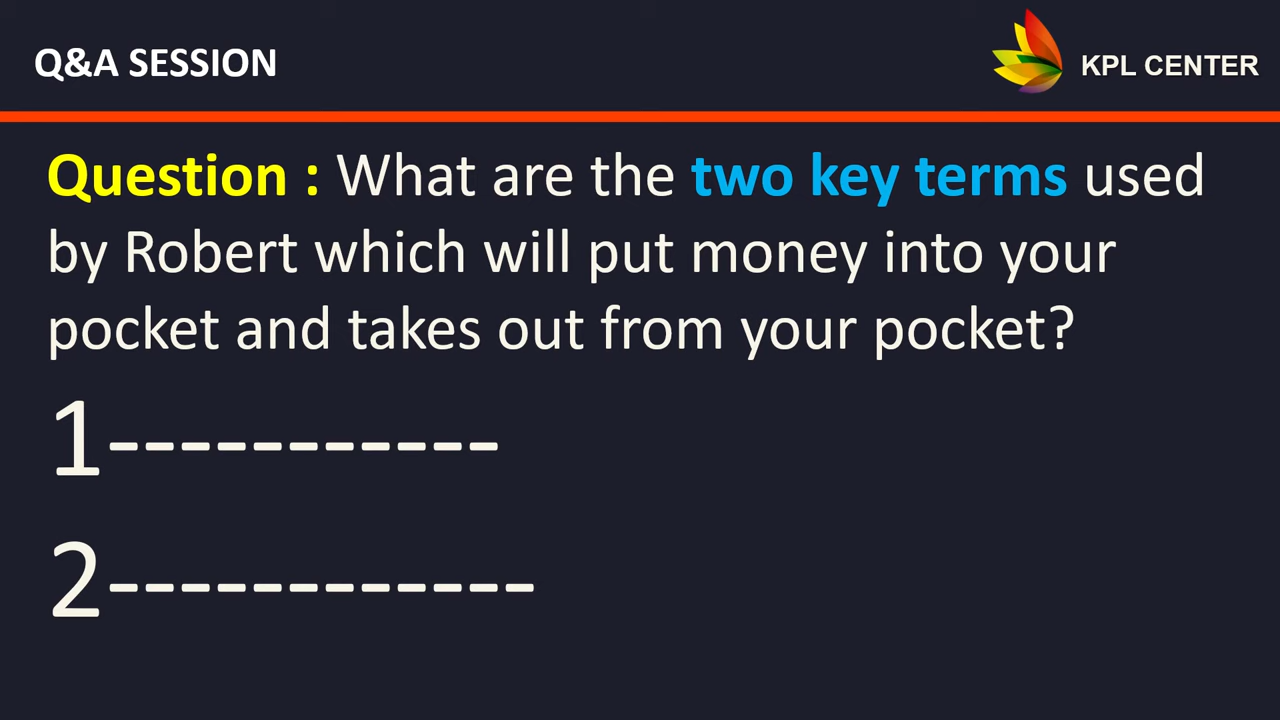 Q&A SESSION
KPL CENTER
Question : What are the two key terms used
by Robert which will put money into your
pocket and takes out from your pocket?
1-----------
2------------